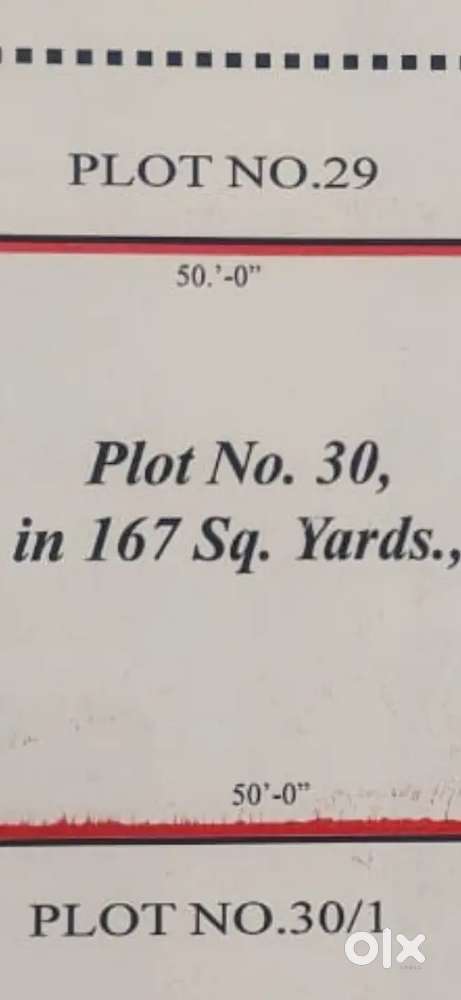 PLOT NO.29
50.'-0"
Plot No. 30,
in 167 Sq. Yards.,
50'-0"
PLOT NO.30/1
olx